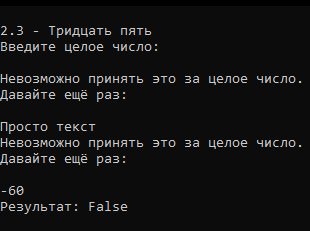 2.3 - Тридцать пять
Введите целое число:
Невозможно принять это за целое число.
Давайте ещё раз:
Просто текст
Невозможно принять это за целое число.
Давайте ещё раз:
-60
Результат: False